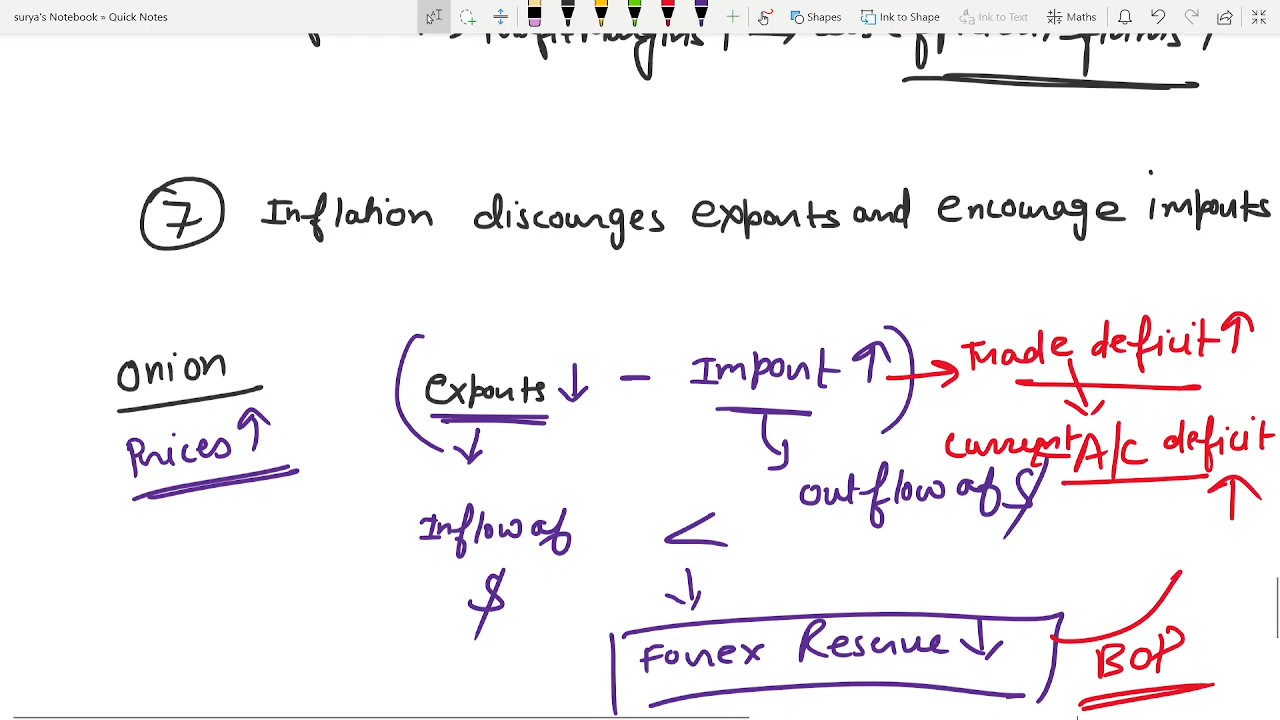 surya's Notebook » Quick Notes
Shapes Ink to Shape Ink to Text Maths
⑦ Inflation discourges exports and encourage imports
Onion
Prices ↑
(exports ↓ – Import ↑) → Trade deficit ↑
current A/C deficit ↑
Inflow of $ < outflow of $
Forex Reserve ↓
BOP